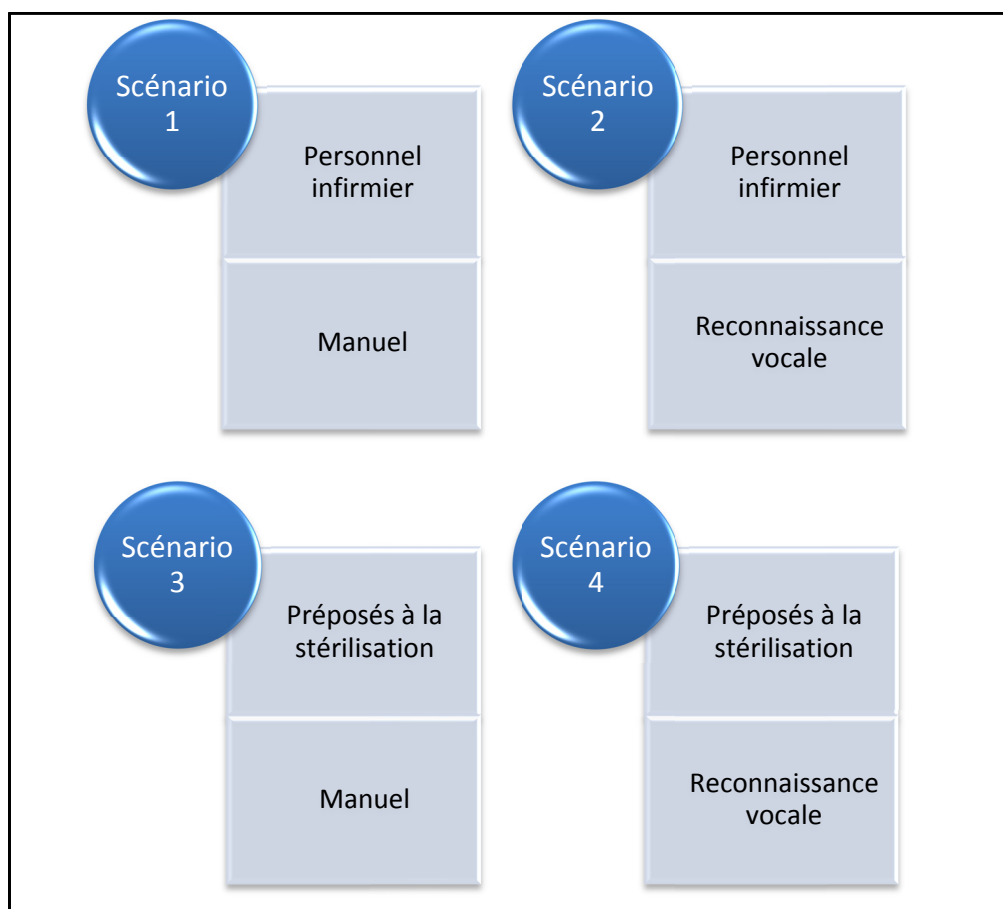 Scénario
1
Personnel
infirmier
Manuel
Scénario
2
Personnel
infirmier
Reconnaissance
vocale
Scénario
3
Préposés à la
stérilisation
Manuel
Scénario
4
Préposés à la
stérilisation
Reconnaissance
vocale